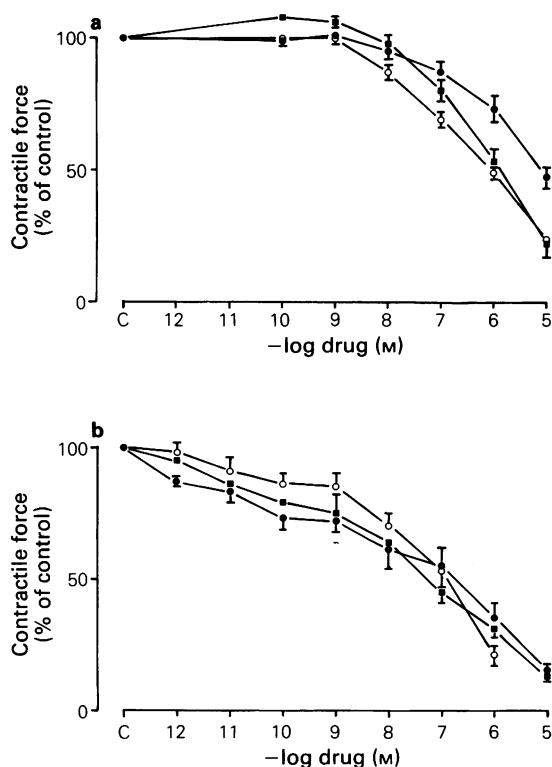 a
100
50
0
Contractile force
(% of control)
C 12 11 10 9 8 7 6 5
−log drug (M)
b
100
50
0
Contractile force
(% of control)
C 12 11 10 9 8 7 6 5
−log drug (M)